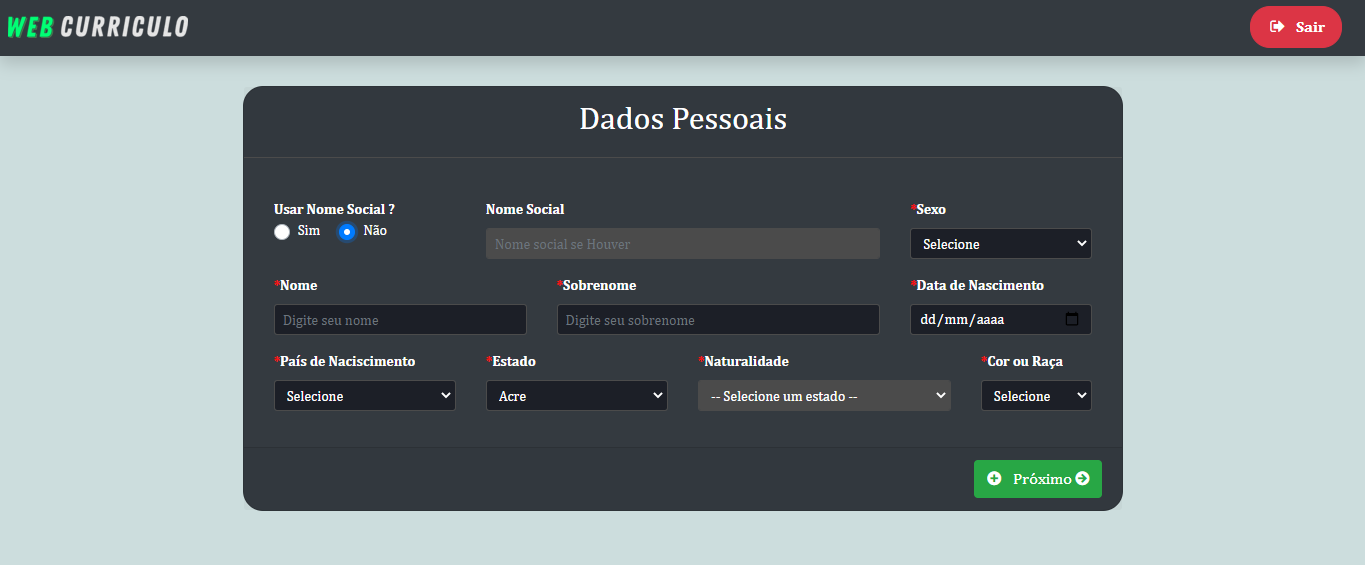 WEB CURRICULO
Sair
Dados Pessoais
Usar Nome Social ?
Sim Não
Nome Social
Nome social se Houver
*Sexo
Selecione
*Nome
Digite seu nome
*Sobrenome
Digite seu sobrenome
*Data de Nascimento
dd/mm/aaaa
*País de Naciscimento
Selecione
*Estado
Acre
*Naturalidade
-- Selecione um estado --
*Cor ou Raça
Selecione
Próximo